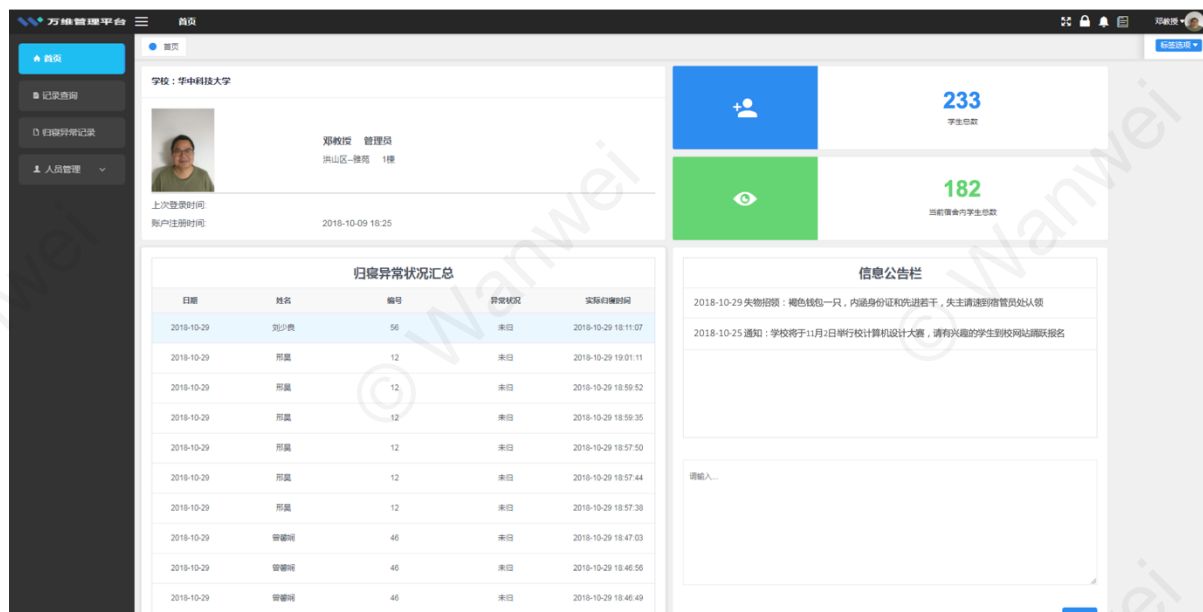 万维管理平台 首页 邓教授
首页 标签选项
首页
记录查询
归寝异常记录
人员管理
学校：华中科技大学
邓教授 管理员
洪山区--雅苑 1棟
上次登录时间:
账户注册时间: 2018-10-09 18:25
233
学生总数
182
当前宿舍内学生总数
归寝异常状况汇总
日期 姓名 编号 异常状况 实际归寝时间
2018-10-29 刘少良 56 未归 2018-10-29 18:11:07
2018-10-29 邢昊 12 未归 2018-10-29 19:01:11
2018-10-29 邢昊 12 未归 2018-10-29 18:59:52
2018-10-29 邢昊 12 未归 2018-10-29 18:59:35
2018-10-29 邢昊 12 未归 2018-10-29 18:57:50
2018-10-29 邢昊 12 未归 2018-10-29 18:57:44
2018-10-29 邢昊 12 未归 2018-10-29 18:57:38
2018-10-29 46 未归 2018-10-29 18:47:03
2018-10-29 46 未归 2018-10-29 18:46:56
2018-10-29 46 未归 2018-10-29 18:46:49
信息公告栏
2018-10-29 失物招领：褐色钱包一只，内涵身份证和先进若干，失主请速到宿管员处认领
2018-10-25 通知：学校将于11月2日举行校计算机设计大赛，请有兴趣的学生到校网站踊跃报名
请输入...
© Wanwei